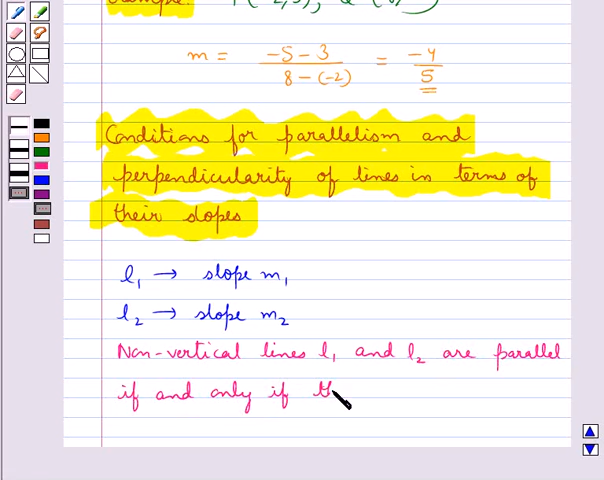 m = -5 - 3 / 8 - (-2) = -4 / 5
Conditions for parallelism and
perpendicularity of lines in terms of
their slopes
l₁ → slope m₁
l₂ → slope m₂
Non-vertical lines l₁ and l₂ are parallel
if and only if th